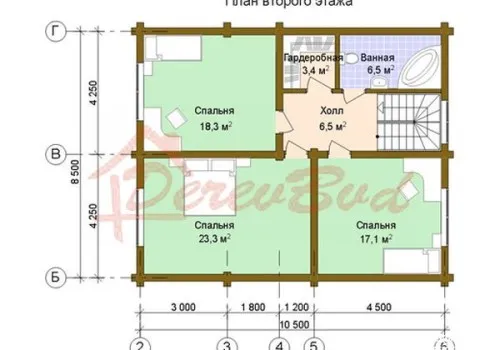 План второго этажа
Г
Гардеробная
3,4 м²
Ванная
6,5 м²
4 250
Спальня
18,3 м²
Холл
6,5 м²
В
8 500
DerevBud
4 250
Спальня
23,3 м²
Спальня
17,1 м²
Б
3 000
1 800
1 200
4 500
10 500
2
3
4
5
6